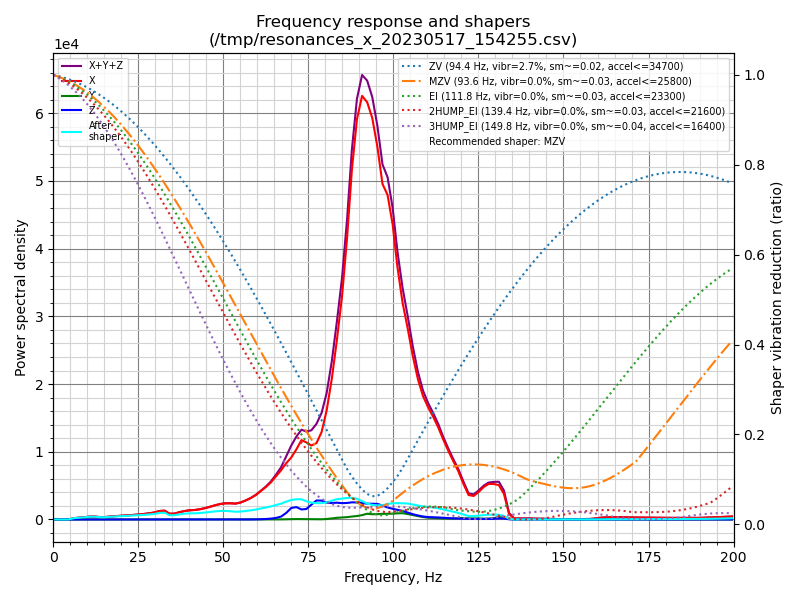 Frequency response and shapers
(/tmp/resonances_x_20230517_154255.csv)
1e4
X+Y+Z
X
Y
Z
After
shaper
ZV (94.4 Hz, vibr=2.7%, sm~=0.02, accel<=34700)
MZV (93.6 Hz, vibr=0.0%, sm~=0.03, accel<=25800)
EI (111.8 Hz, vibr=0.0%, sm~=0.03, accel<=23300)
2HUMP_EI (139.4 Hz, vibr=0.0%, sm~=0.03, accel<=21600)
3HUMP_EI (149.8 Hz, vibr=0.0%, sm~=0.04, accel<=16400)
Recommended shaper: MZV
Power spectral density
6
5
4
3
2
1
0
1.0
0.8
0.6
0.4
0.2
0.0
Shaper vibration reduction (ratio)
0 25 50 75 100 125 150 175 200
Frequency, Hz